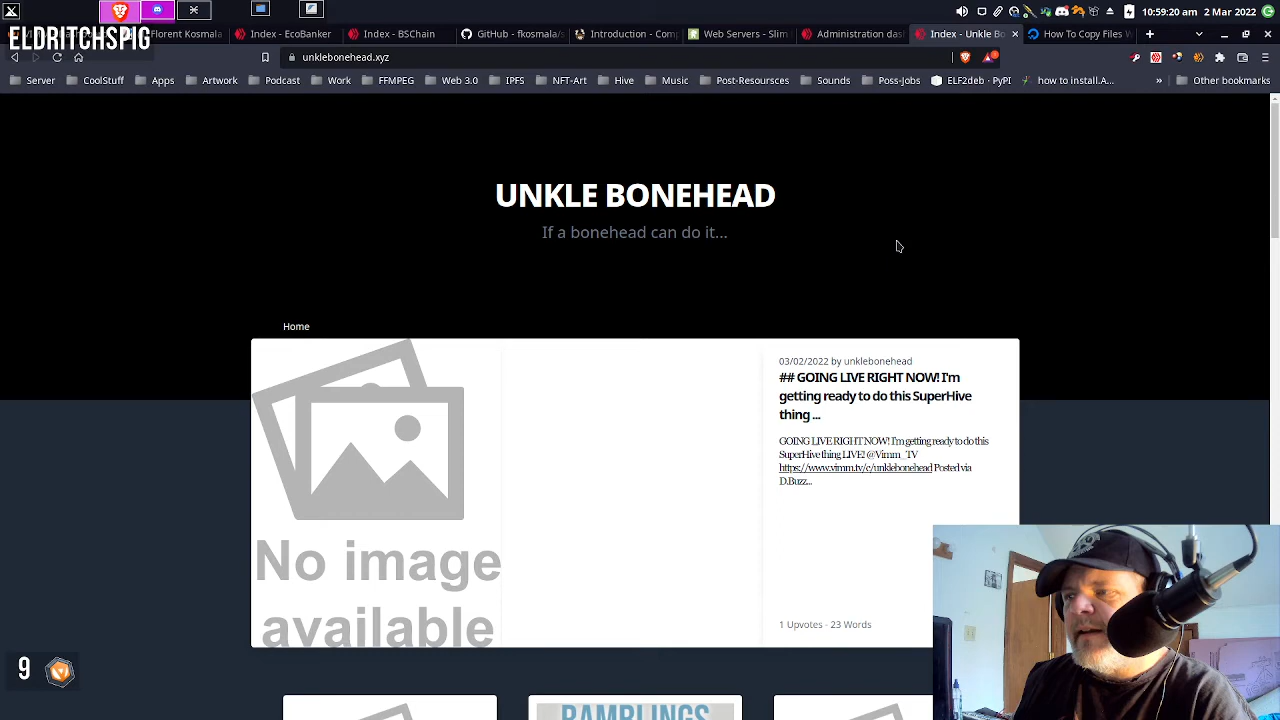 ELDRITCHSPIG
10:59:20 am 2 Mar 2022
Florent Kosmala
Index - EcoBanker
Index - BSChain
GitHub - fkosmala/s
Introduction - Com
Web Servers - Slim
Administration dash
Index - Unkle Bo
How To Copy Files W
unklebonehead.xyz
Server
CoolStuff
Apps
Artwork
Podcast
Work
FFMPEG
Web 3.0
IPFS
NFT-Art
Hive
Music
Post-Resoursces
Sounds
Poss-Jobs
ELF2deb · PyPI
how to install.A...
»
Other bookmarks
UNKLE BONEHEAD
If a bonehead can do it...
Home
No image
available
03/02/2022 by unklebonehead
## GOING LIVE RIGHT NOW! I'm
getting ready to do this SuperHive
thing ...
GOING LIVE RIGHT NOW! I'm getting ready to do this
SuperHive thing LIVE! @Vimm_TV
https://www.vimm.tv/c/unklebonehead Posted via
D.Buzz...
1 Upvotes - 23 Words
9
RAMBLINGS